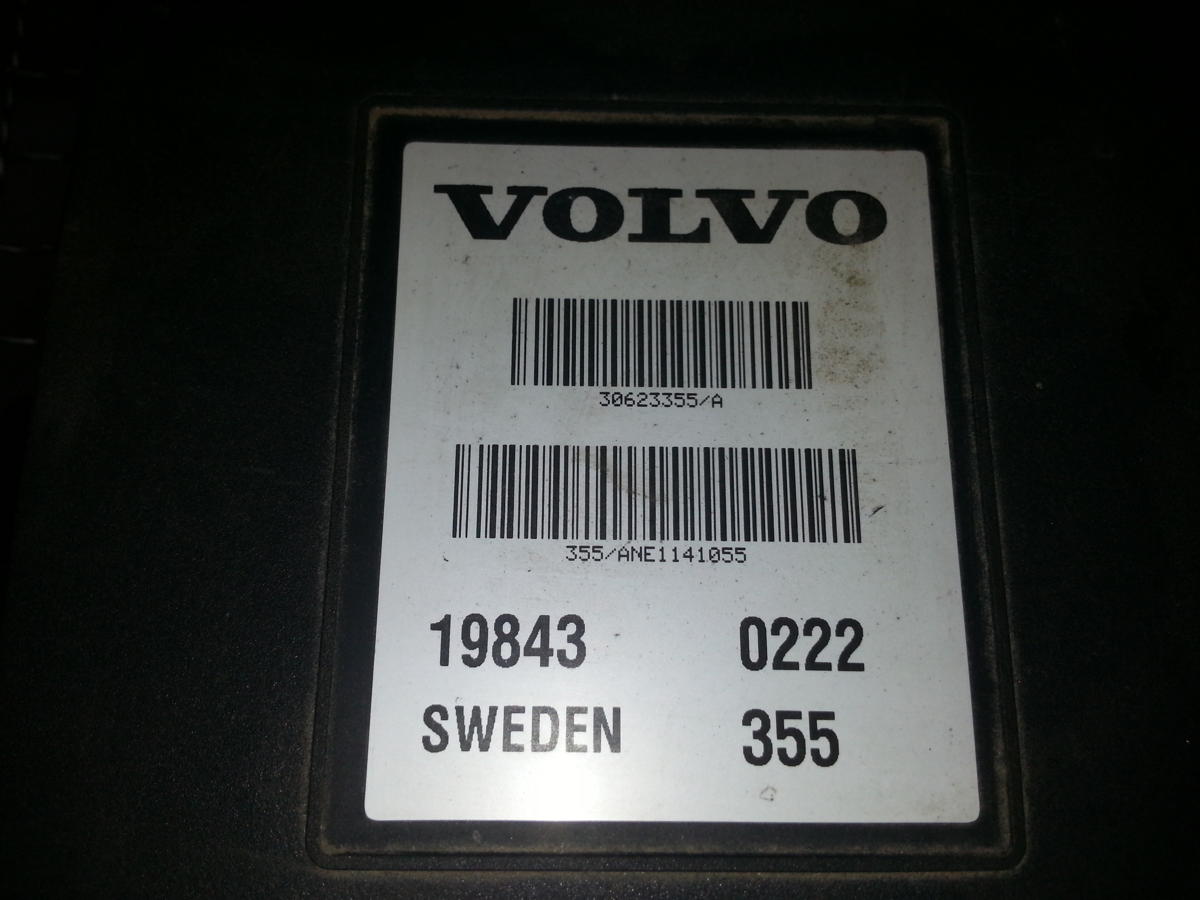 VOLVO
30623355/A
355/ANE1141055
19843 0222
SWEDEN 355